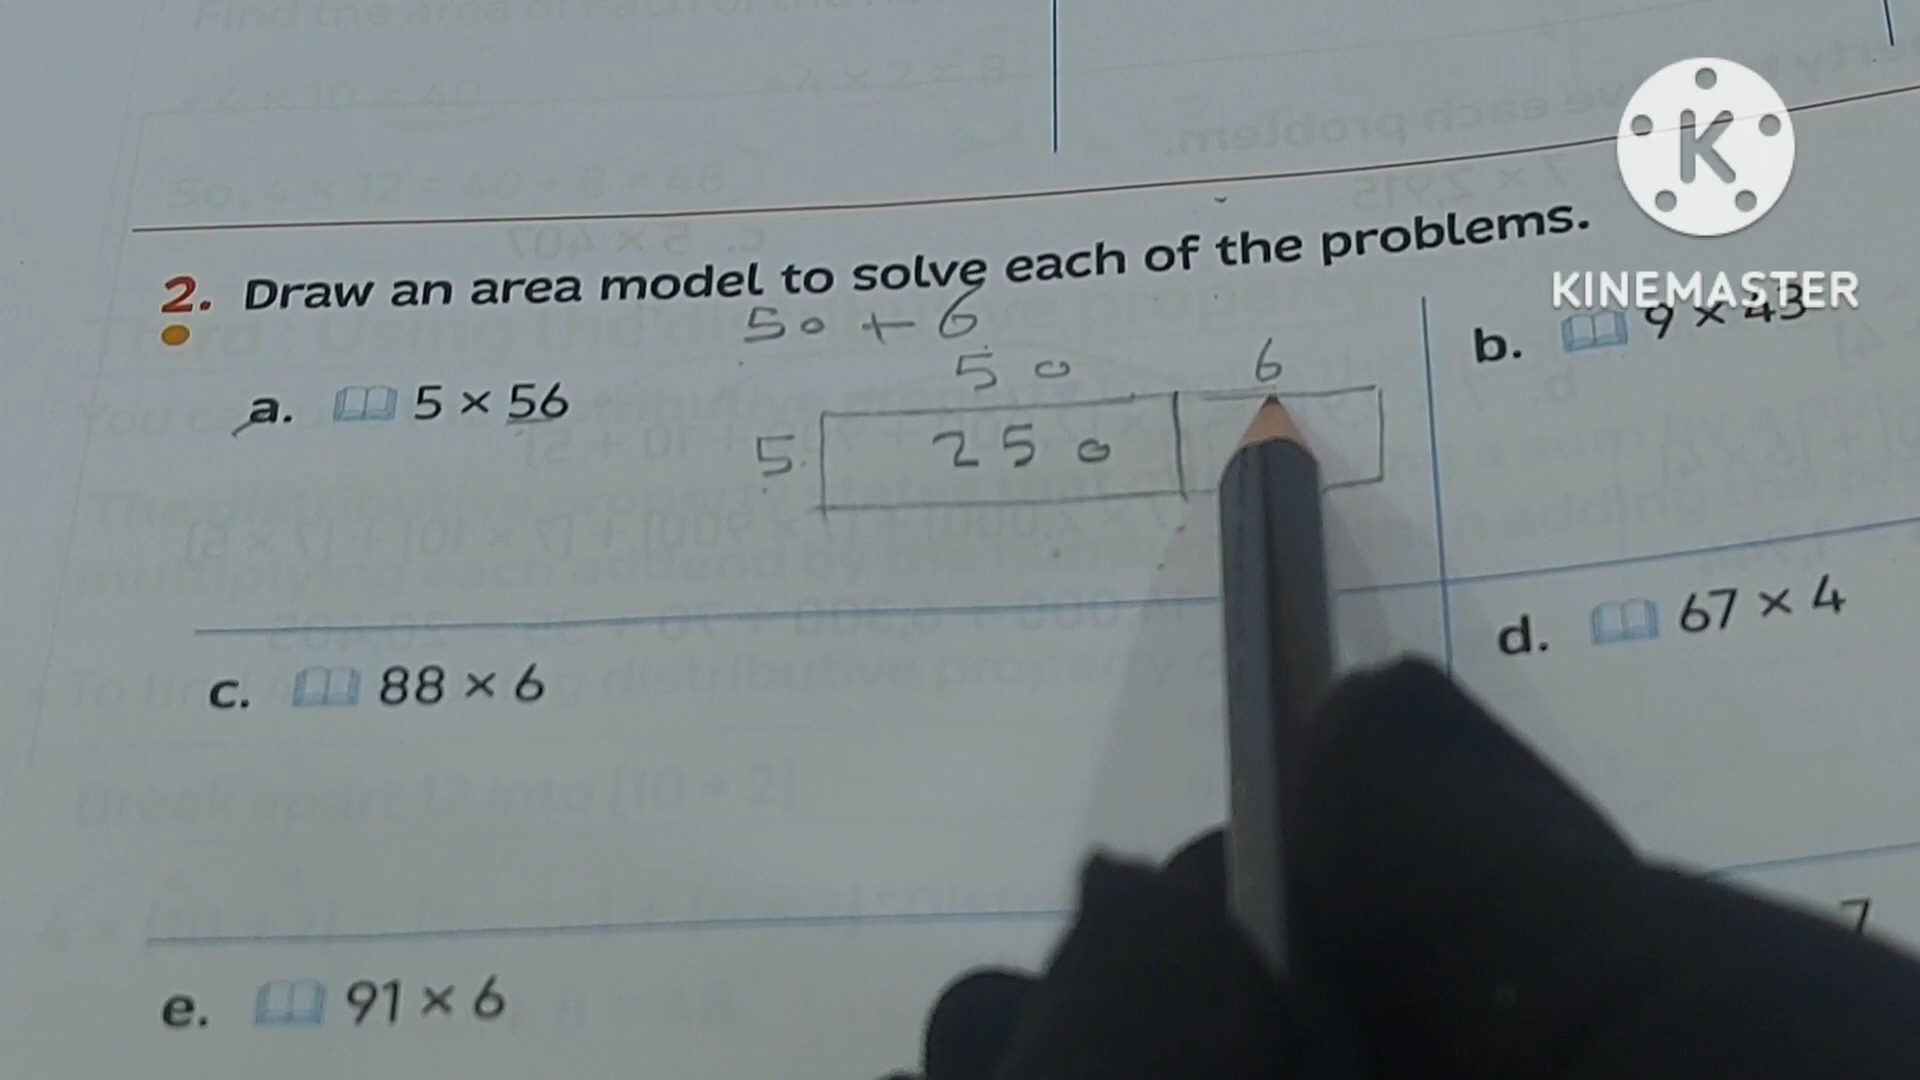 2. Draw an area model to solve each of the problems.
K
KINEMASTER
50 + 6
a. 5 × 56
50 6
5 250
b. 9 × 43
c. 88 × 6
d. 67 × 4
e. 91 × 6
7